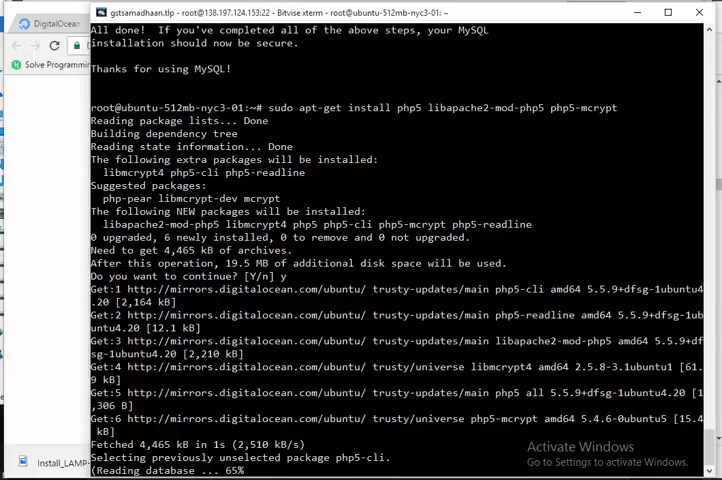 gstsamadhaan.tlp - root@138.197.124.153:22 - Bitvise xterm - root@ubuntu-512mb-nyc3-01: ~
DigitalOcean
Solve Programmin
All done!  If you've completed all of the above steps, your MySQL
installation should now be secure.
Thanks for using MySQL!
root@ubuntu-512mb-nyc3-01:~# sudo apt-get install php5 libapache2-mod-php5 php5-mcrypt
Reading package lists... Done
Building dependency tree
Reading state information... Done
The following extra packages will be installed:
  libmcrypt4 php5-cli php5-readline
Suggested packages:
  php-pear libmcrypt-dev mcrypt
The following NEW packages will be installed:
  libapache2-mod-php5 libmcrypt4 php5 php5-cli php5-mcrypt php5-readline
0 upgraded, 6 newly installed, 0 to remove and 0 not upgraded.
Need to get 4,465 kB of archives.
After this operation, 19.5 MB of additional disk space will be used.
Do you want to continue? [Y/n] y
Get:1 http://mirrors.digitalocean.com/ubuntu/ trusty-updates/main php5-cli amd64 5.5.9+dfsg-1ubuntu4
.20 [2,164 kB]
Get:2 http://mirrors.digitalocean.com/ubuntu/ trusty-updates/main php5-readline amd64 5.5.9+dfsg-1ub
untu4.20 [12.1 kB]
Get:3 http://mirrors.digitalocean.com/ubuntu/ trusty-updates/main libapache2-mod-php5 amd64 5.5.9+df
sg-1ubuntu4.20 [2,210 kB]
Get:4 http://mirrors.digitalocean.com/ubuntu/ trusty/universe libmcrypt4 amd64 2.5.8-3.1ubuntu1 [61.
9 kB]
Get:5 http://mirrors.digitalocean.com/ubuntu/ trusty-updates/main php5 all 5.5.9+dfsg-1ubuntu4.20 [1
,306 B]
Get:6 http://mirrors.digitalocean.com/ubuntu/ trusty/universe php5-mcrypt amd64 5.4.6-0ubuntu5 [15.4
 kB]
Fetched 4,465 kB in 1s (2,510 kB/s)
Selecting previously unselected package php5-cli.
(Reading database ... 65%
Install_LAMP-
Activate Windows
Go to Settings to activate Windows.